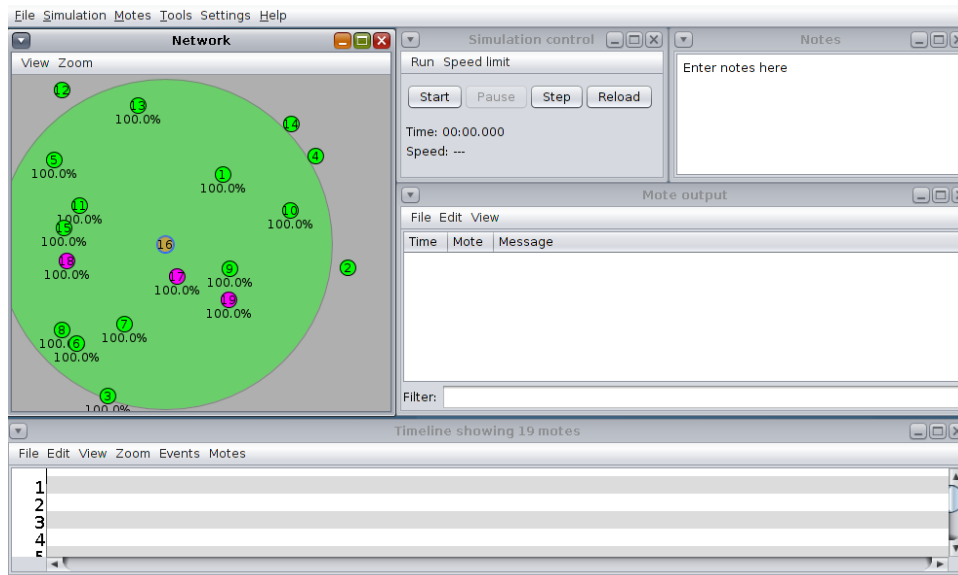 File Simulation Motes Tools Settings Help
Network
View Zoom
12
13
100.0%
14
4
5
100.0%
1
100.0%
11
100.0%
10
100.0%
15
100.0%
16
18
100.0%
17
100.0%
9
100.0%
2
19
100.0%
7
100.0%
8
100.
6
100.0%
3
100.0%
Simulation control
Run Speed limit
Start Pause Step Reload
Time: 00:00.000
Speed: ---
Notes
Enter notes here
Mote output
File Edit View
Time Mote Message
Filter:
Timeline showing 19 motes
File Edit View Zoom Events Motes
1
2
3
4
5